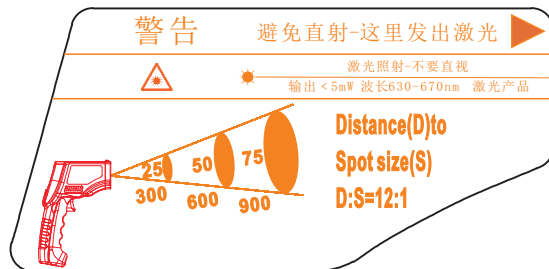 警告 避免直射-这里发出激光
激光照射-不要直视
输出<5mW 波长630-670nm 激光产品
Distance(D)to
Spot size(S)
D:S=12:1
25 50 75
300 600 900